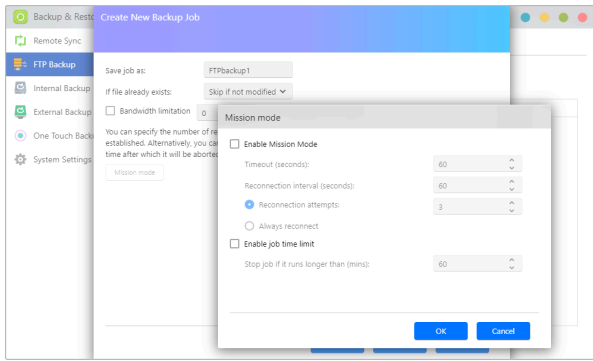 Backup & Resto
Create New Backup Job
Remote Sync
FTP Backup
Internal Backup
External Backup
One Touch Back
System Settings
Save job as:
FTPbackup1
If file already exists:
Skip if not modified
Bandwidth limitation
0
You can specify the number of re
established. Alternatively, you ca
time after which it will be aborted
Mission mode
Mission mode
Enable Mission Mode
Timeout (seconds):
60
Reconnection interval (seconds):
60
Reconnection attempts:
3
Always reconnect
Enable job time limit
Stop job if it runs longer than (mins):
60
OK
Cancel